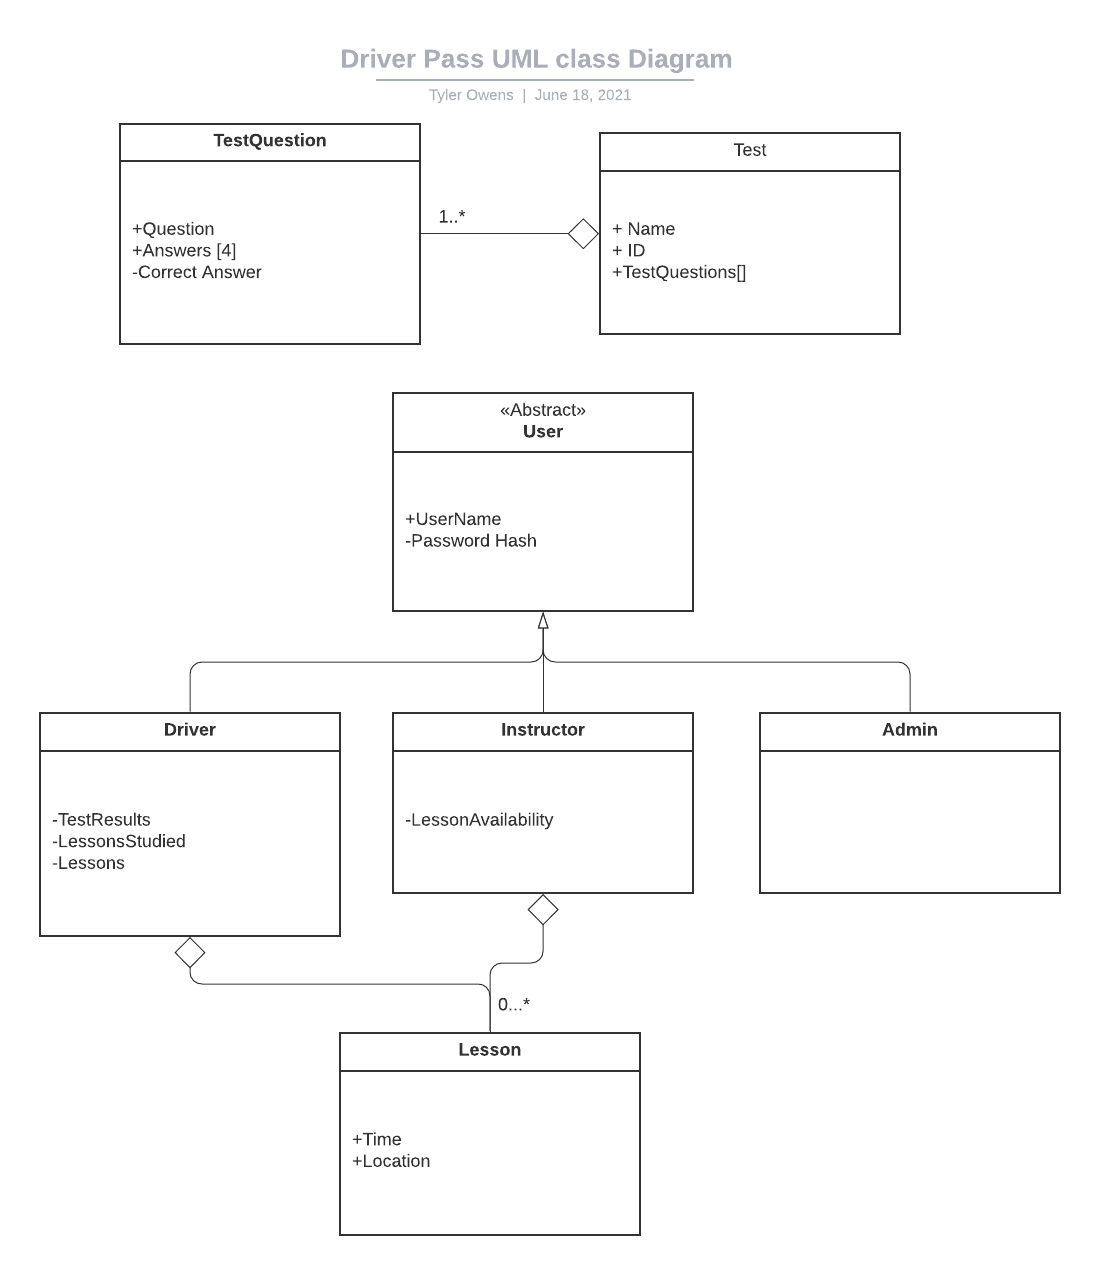 Driver Pass UML class Diagram
Tyler Owens | June 18, 2021
TestQuestion
+Question
+Answers [4]
-Correct Answer
1..*
Test
+ Name
+ ID
+TestQuestions[]
«Abstract»
User
+UserName
-Password Hash
Driver
-TestResults
-LessonsStudied
-Lessons
Instructor
-LessonAvailability
Admin
0...*
Lesson
+Time
+Location